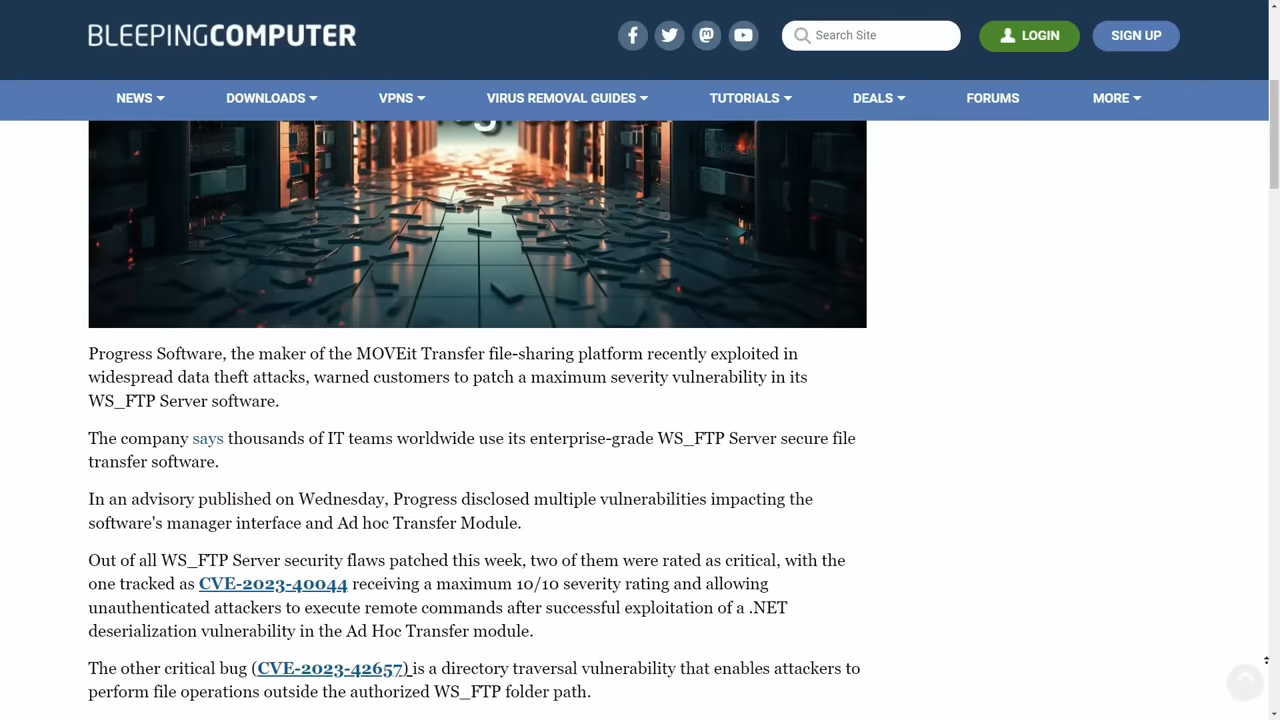 BLEEPINGCOMPUTER
Search Site
LOGIN
SIGN UP
NEWS
DOWNLOADS
VPNS
VIRUS REMOVAL GUIDES
TUTORIALS
DEALS
FORUMS
MORE
Progress Software, the maker of the MOVEit Transfer file-sharing platform recently exploited in
widespread data theft attacks, warned customers to patch a maximum severity vulnerability in its
WS_FTP Server software.
The company says thousands of IT teams worldwide use its enterprise-grade WS_FTP Server secure file
transfer software.
In an advisory published on Wednesday, Progress disclosed multiple vulnerabilities impacting the
software's manager interface and Ad hoc Transfer Module.
Out of all WS_FTP Server security flaws patched this week, two of them were rated as critical, with the
one tracked as CVE-2023-40044 receiving a maximum 10/10 severity rating and allowing
unauthenticated attackers to execute remote commands after successful exploitation of a .NET
deserialization vulnerability in the Ad Hoc Transfer module.
The other critical bug (CVE-2023-42657) is a directory traversal vulnerability that enables attackers to
perform file operations outside the authorized WS_FTP folder path.